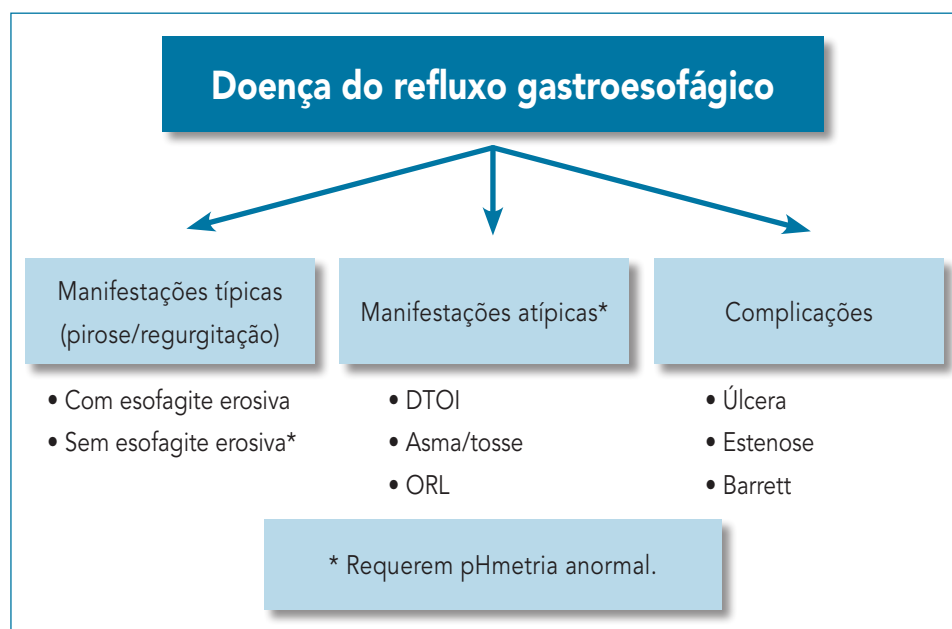 Doença do refluxo gastroesofágico
Manifestações típicas
(pirose/regurgitação)
• Com esofagite erosiva
• Sem esofagite erosiva*
Manifestações atípicas*
• DTOI
• Asma/tosse
• ORL
Complicações
• Úlcera
• Estenose
• Barrett
* Requerem pHmetria anormal.